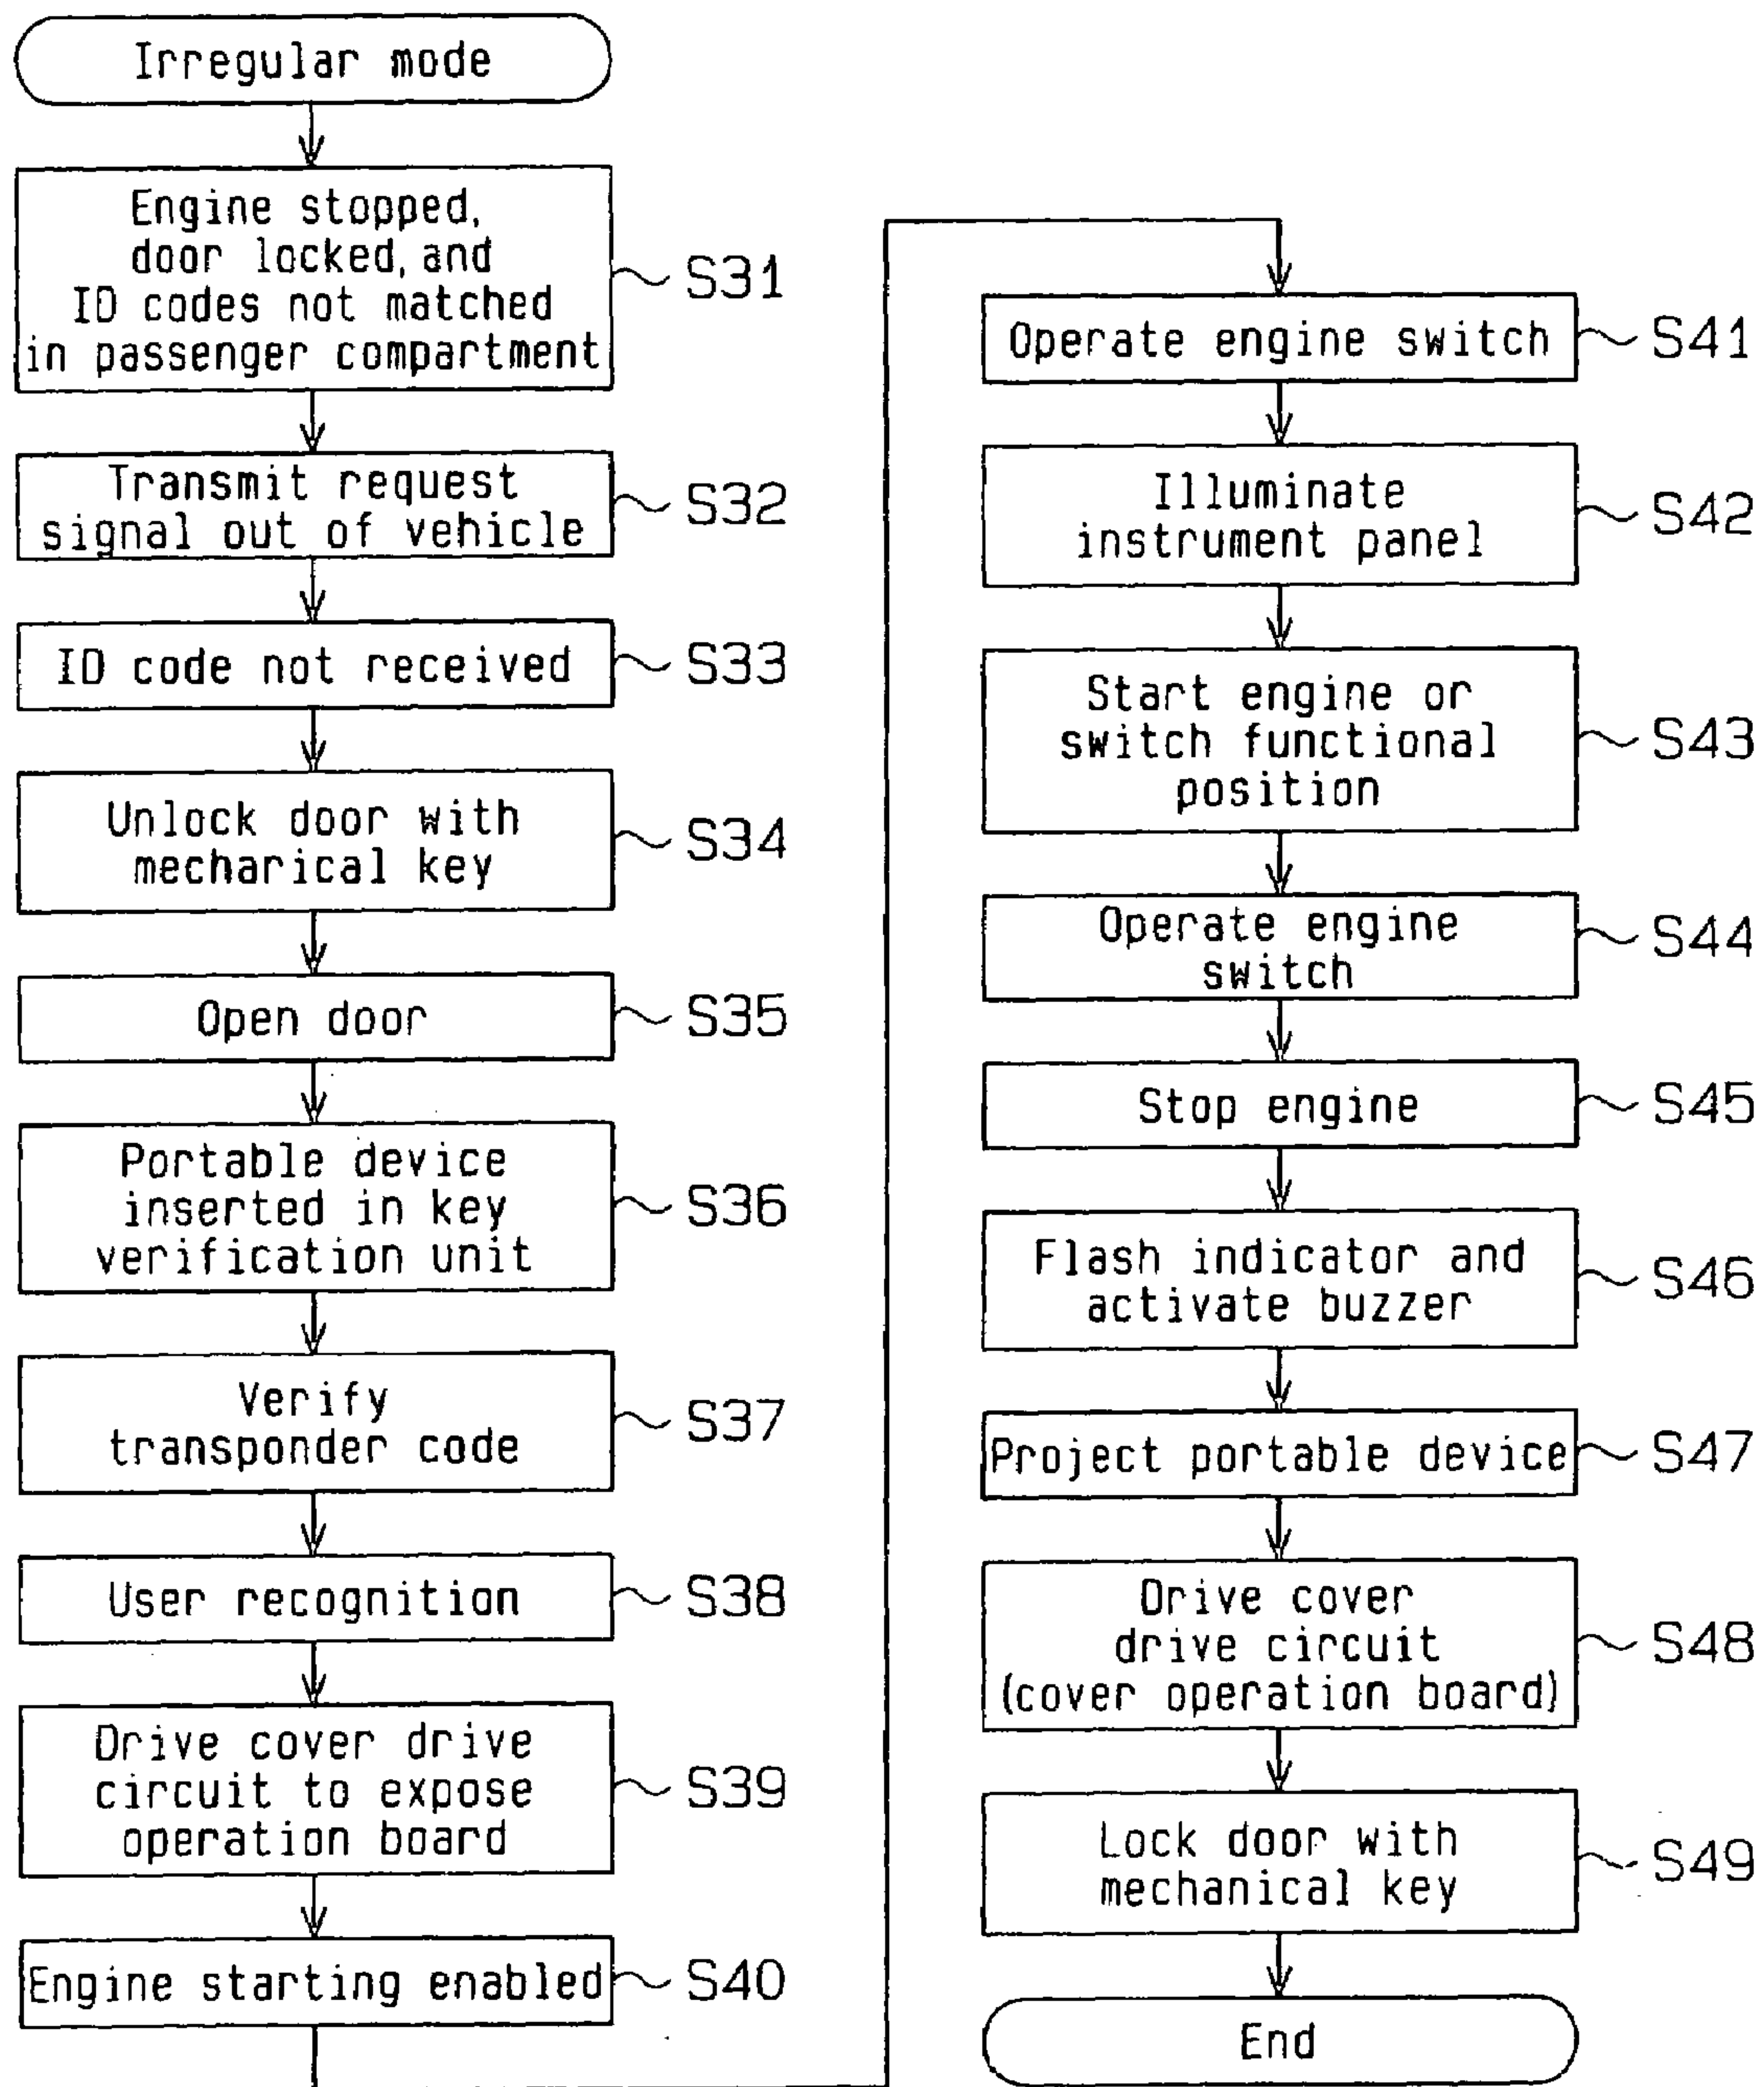 Irregular mode
Engine stopped,
door locked, and
ID codes not matched
in passenger compartment
S31
Transmit request
signal out of vehicle
S32
ID code not received
S33
Unlock door with
mecharical key
S34
Open door
S35
Portable device
inserted in key
verification unit
S36
Verify
transponder code
S37
User recognition
S38
Drive cover drive
circuit to expose
operation board
S39
Engine starting enabled
S40
Operate engine switch
S41
Illuminate
instrument panel
S42
Start engine or
switch functional
position
S43
Operate engine
switch
S44
Stop engine
S45
Flash indicator and
activate buzzer
S46
Project portable device
S47
Drive cover
drive circuit
(cover operation board)
S48
Lock door with
mechanical key
S49
End